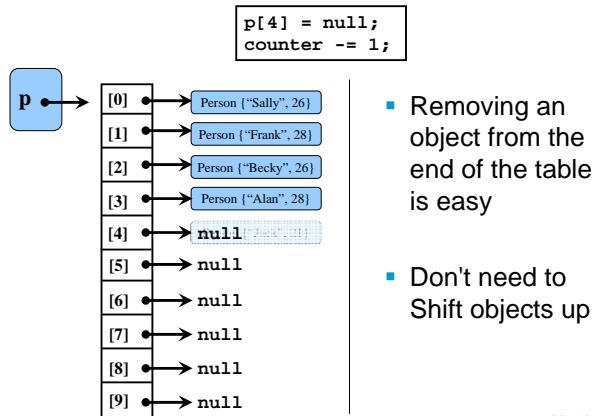 p[4] = null;
counter -= 1;
p
[0] Person {“Sally”, 26}
[1] Person {“Frank”, 28}
[2] Person {“Becky”, 26}
[3] Person {“Alan”, 28}
[4] null
[5] null
[6] null
[7] null
[8] null
[9] null
▪ Removing an
object from the
end of the table
is easy
▪ Don't need to
Shift objects up